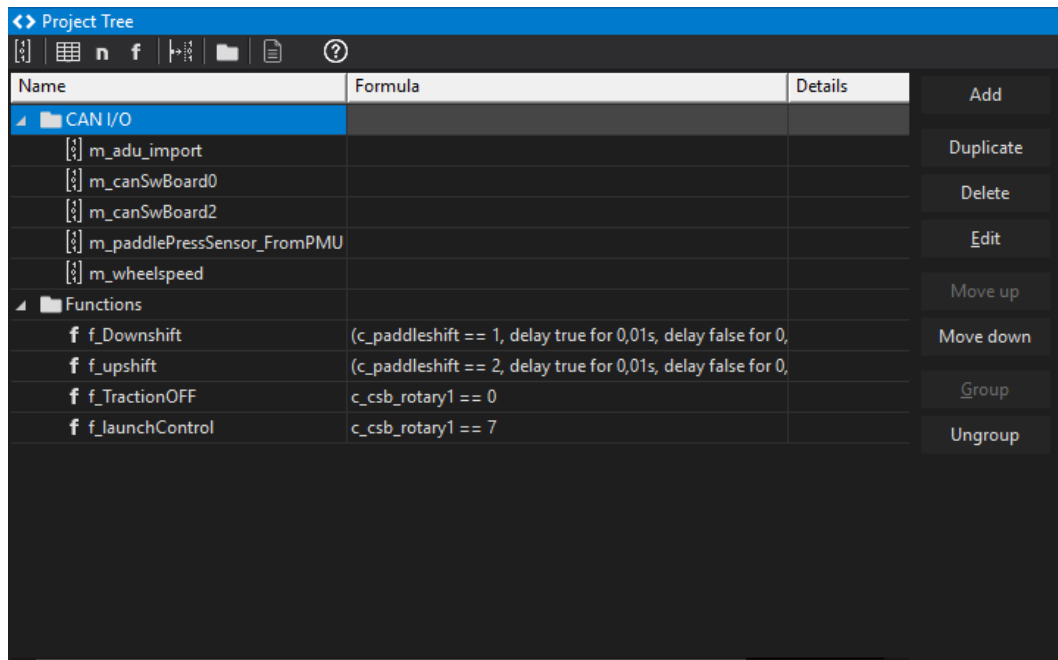 Project Tree
n f
Name Formula Details
Add
CAN I/O
m_adu_import
Duplicate
m_canSwBoard0
Delete
m_canSwBoard2
m_paddlePressSensor_FromPMU
Edit
m_wheelspeed
Move up
Functions
f f_Downshift (c_paddleshift == 1, delay true for 0,01s, delay false for 0,
Move down
f f_upshift (c_paddleshift == 2, delay true for 0,01s, delay false for 0,
f f_TractionOFF c_csb_rotary1 == 0
Group
f f_launchControl c_csb_rotary1 == 7
Ungroup